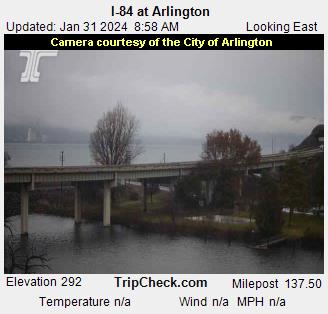 I-84 at Arlington
Updated: Jan 31 2024 8:58 AM Looking East
Camera courtesy of the City of Arlington
Elevation 292 TripCheck.com Milepost 137.50
Temperature n/a Wind n/a MPH n/a